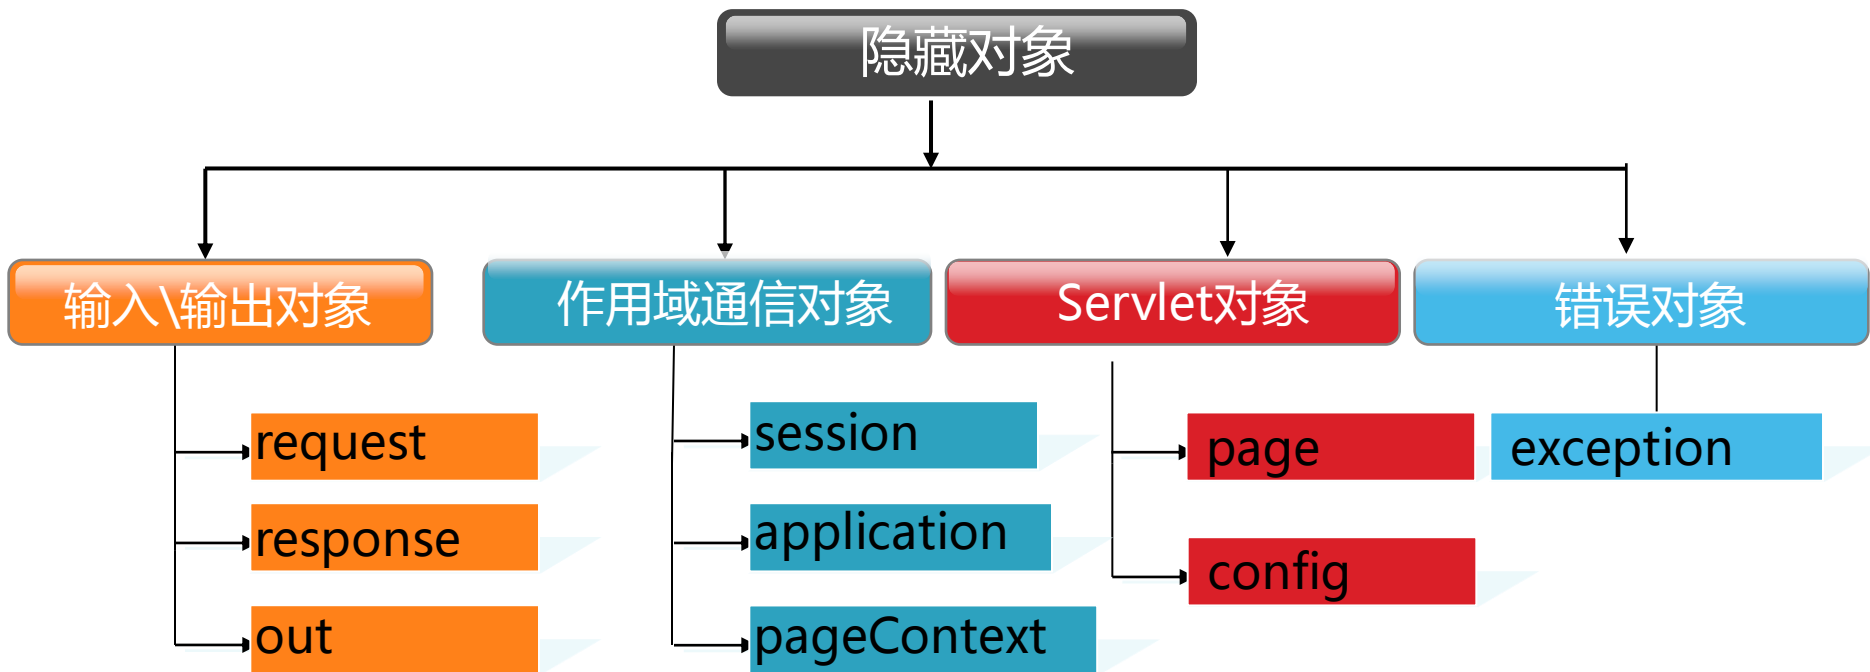 隐藏对象
输入\输出对象
作用域通信对象
Servlet对象
错误对象
request
response
out
session
application
pageContext
page
config
exception